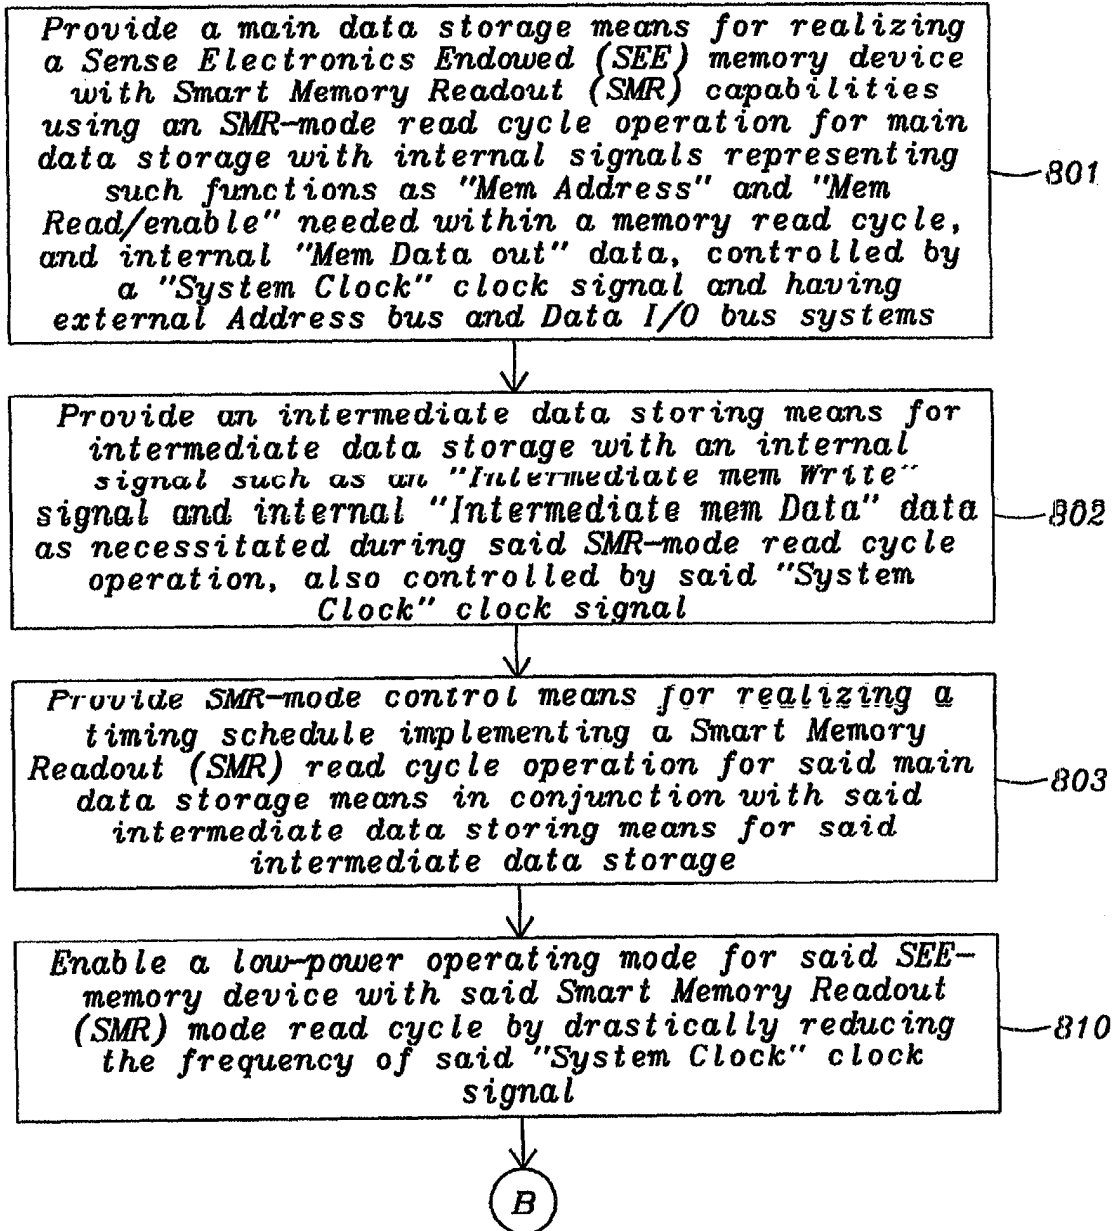 Provide a main data storage means for realizing
a Sense Electronics Endowed (SEE) memory device
with Smart Memory Readout (SMR) capabilities
using an SMR-mode read cycle operation for main
data storage with internal signals representing
such functions as "Mem Address" and "Mem
Read/enable" needed within a memory read cycle,
and internal "Mem Data out" data, controlled by
a "System Clock" clock signal and having
external Address bus and Data I/O bus systems
801
Provide an intermediate data storing means for
intermediate data storage with an internal
signal such as an "Intermediate mem Write"
signal and internal "Intermediate mem Data" data
as necessitated during said SMR-mode read cycle
operation, also controlled by said "System
Clock" clock signal
802
Provide SMR-mode control means for realizing a
timing schedule implementing a Smart Memory
Readout (SMR) read cycle operation for said main
data storage means in conjunction with said
intermediate data storing means for said
intermediate data storage
803
Enable a low-power operating mode for said SEE-
memory device with said Smart Memory Readout
(SMR) mode read cycle by drastically reducing
the frequency of said "System Clock" clock
signal
810
B